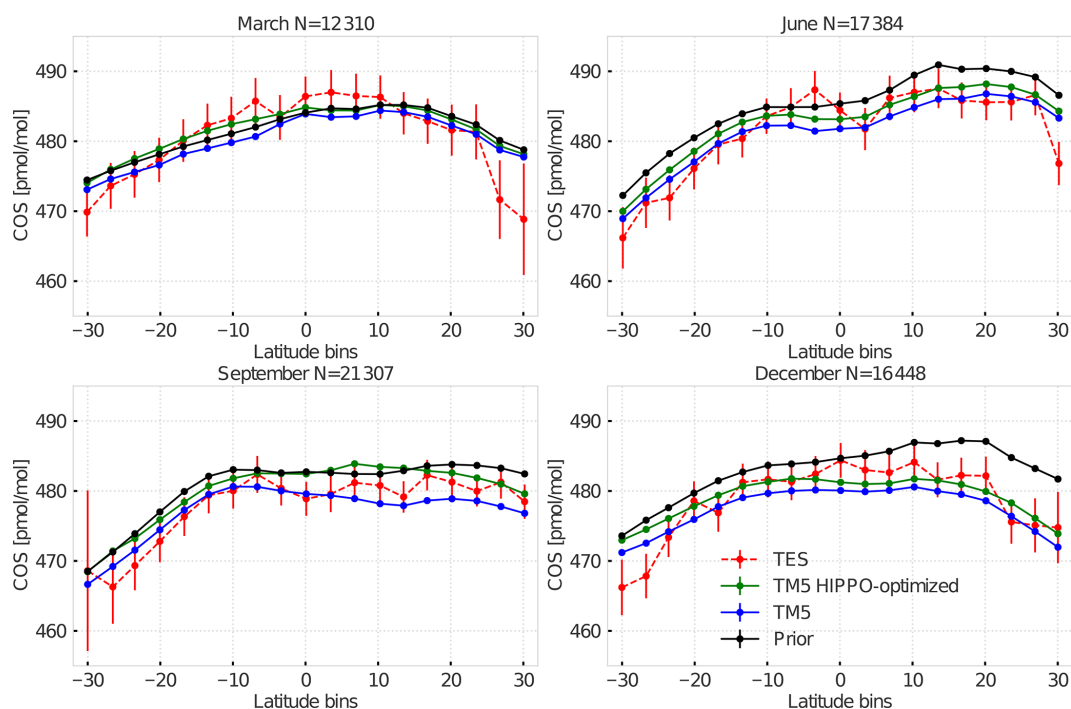 March N=12310
June N=17384
490
480
470
460
COS [pmol/mol]
−30 −20 −10 0 10 20 30
Latitude bins
490
480
470
460
COS [pmol/mol]
−30 −20 −10 0 10 20 30
Latitude bins
September N=21307
December N=16448
490
480
470
460
COS [pmol/mol]
−30 −20 −10 0 10 20 30
Latitude bins
490
480
470
460
COS [pmol/mol]
TES
TM5 HIPPO-optimized
TM5
Prior
−30 −20 −10 0 10 20 30
Latitude bins